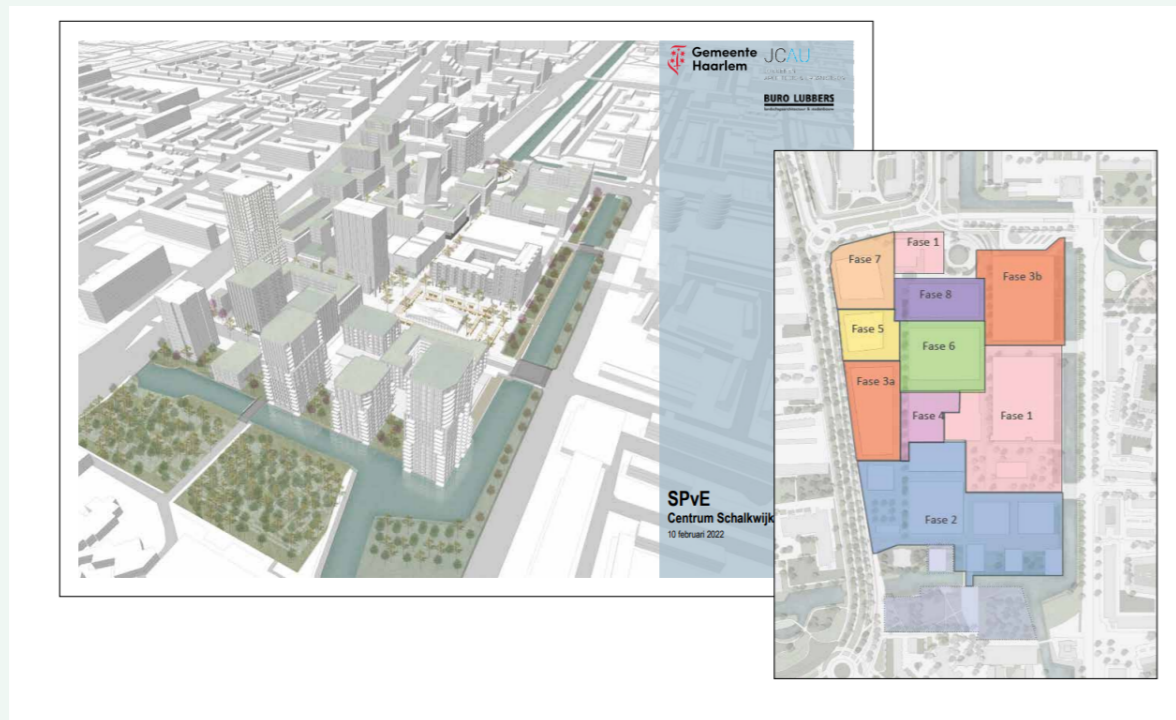 Gemeente
Haarlem
JCAU
BURO LUBBERS
SPvE
Centrum Schalkwijk
10 februari 2022
Fase 1
Fase 7
Fase 3b
Fase 8
Fase 5
Fase 6
Fase 3a
Fase 4
Fase 1
Fase 2